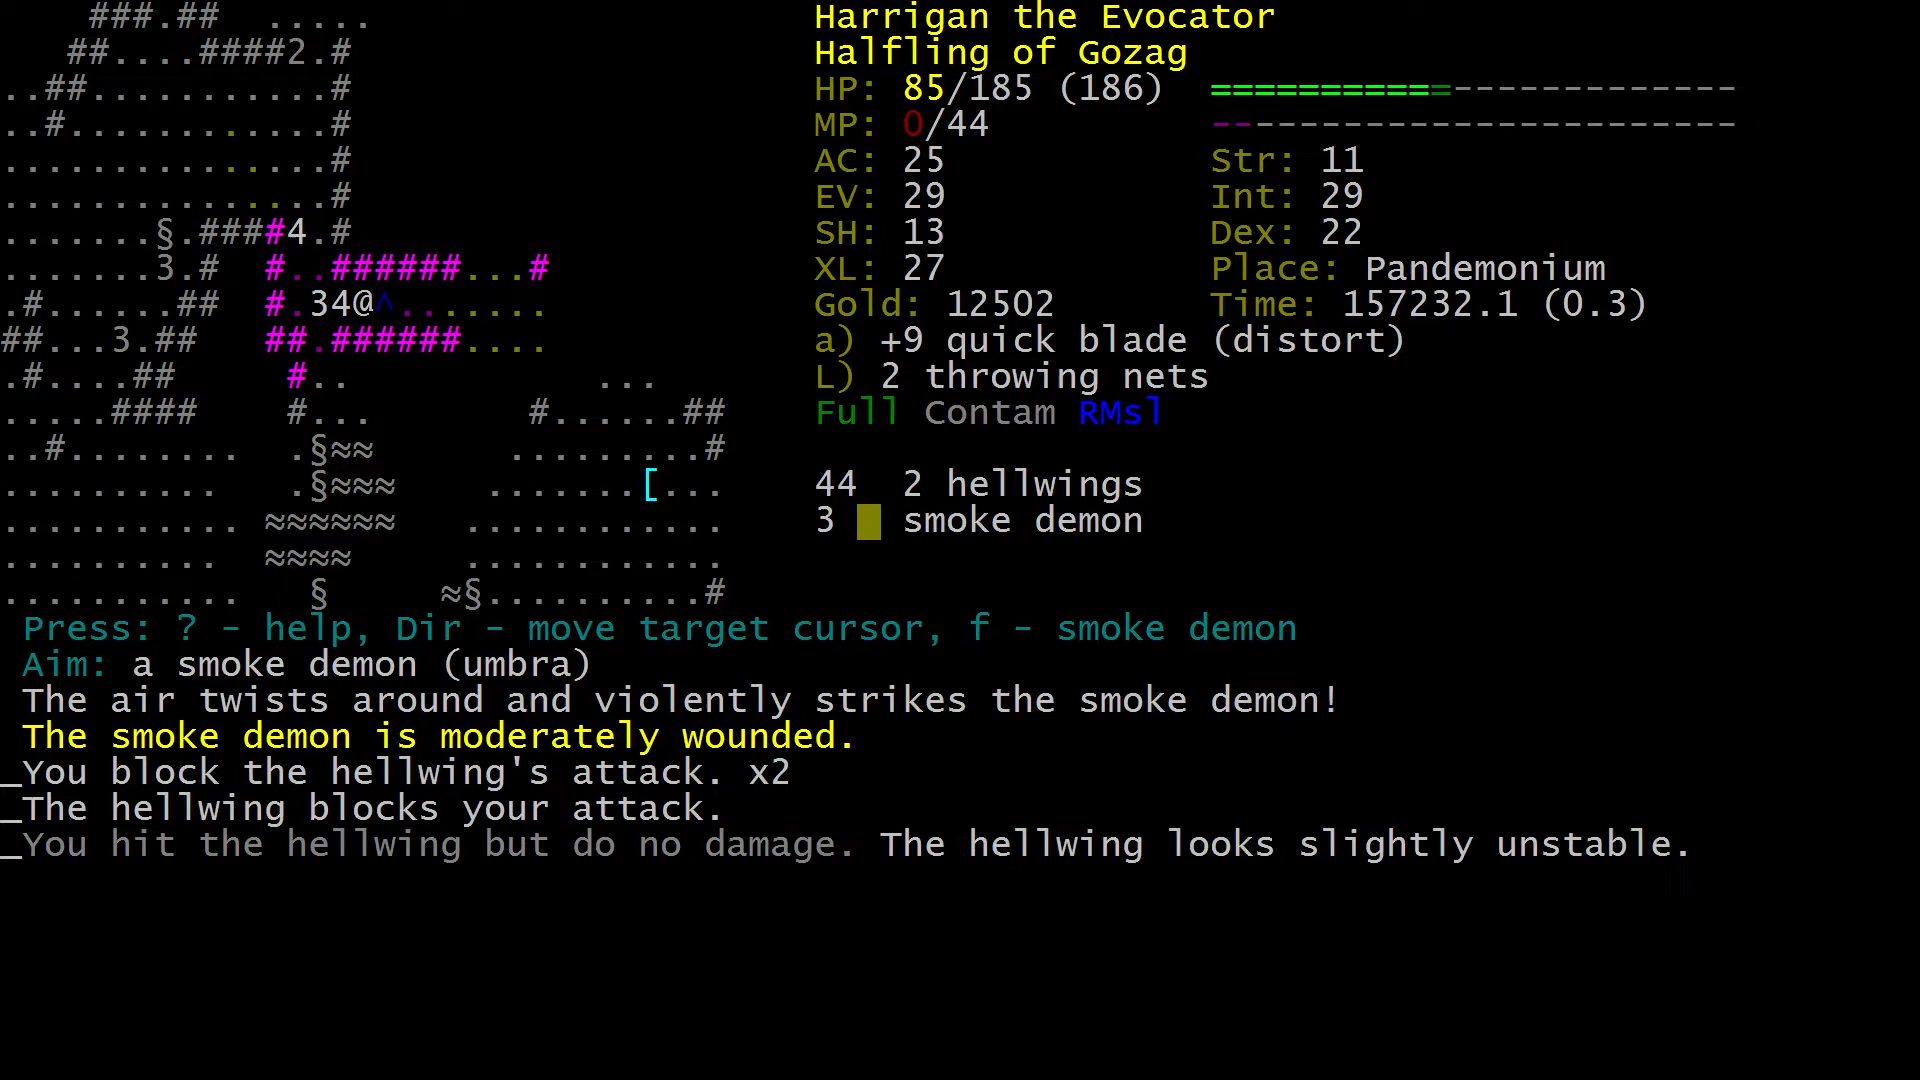 ###.##  ..... Harrigan the Evocator
##....####2.# Halfling of Gozag
..##...........# HP: 85/185 (186) ===========-------------
..#............# MP: 0/44 ------------------------
...............# AC: 25 Str: 11
...............# EV: 29 Int: 29
.......§.####4.# SH: 13 Dex: 22
.......3.#  #..######...# XL: 27 Place: Pandemonium
.#......##  #.34@^....... Gold: 12502 Time: 157232.1 (0.3)
##...3.##   ##.######.... a) +9 quick blade (distort)
.#....##     #..           ... L) 2 throwing nets
.....####    #...       #......## Full Contam RMsl
..#........  .§≈≈      .........#
..........   .§≈≈≈    .......[... 44 2 hellwings
........... ≈≈≈≈≈≈   ............ 3 smoke demon
..........  ≈≈≈≈     ............
...........   §     ≈§..........#
Press: ? - help, Dir - move target cursor, f - smoke demon
Aim: a smoke demon (umbra)
The air twists around and violently strikes the smoke demon!
The smoke demon is moderately wounded.
_You block the hellwing's attack. x2
_The hellwing blocks your attack.
_You hit the hellwing but do no damage. The hellwing looks slightly unstable.